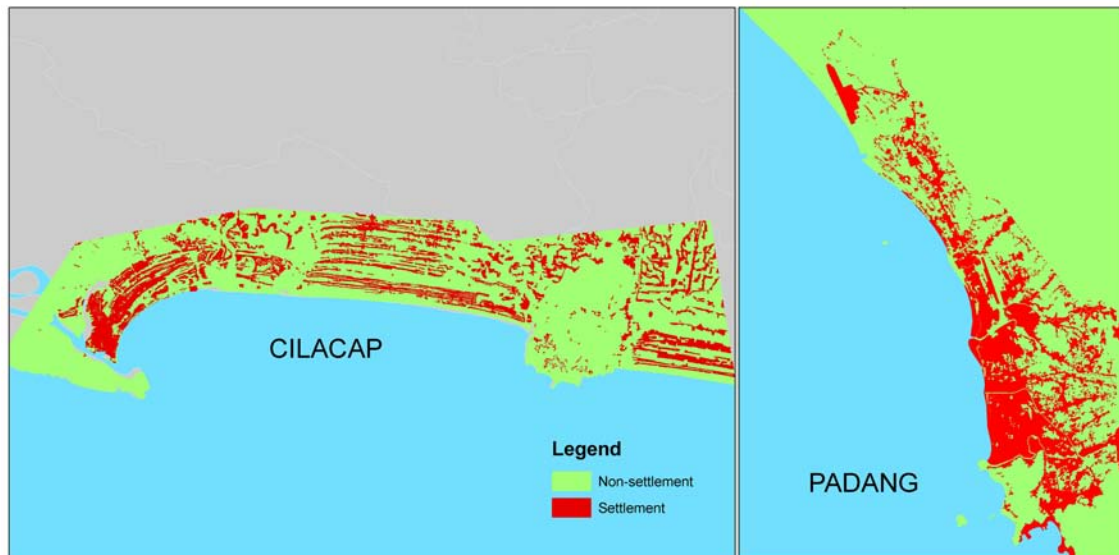 CILACAP
Legend
Non-settlement
Settlement
PADANG